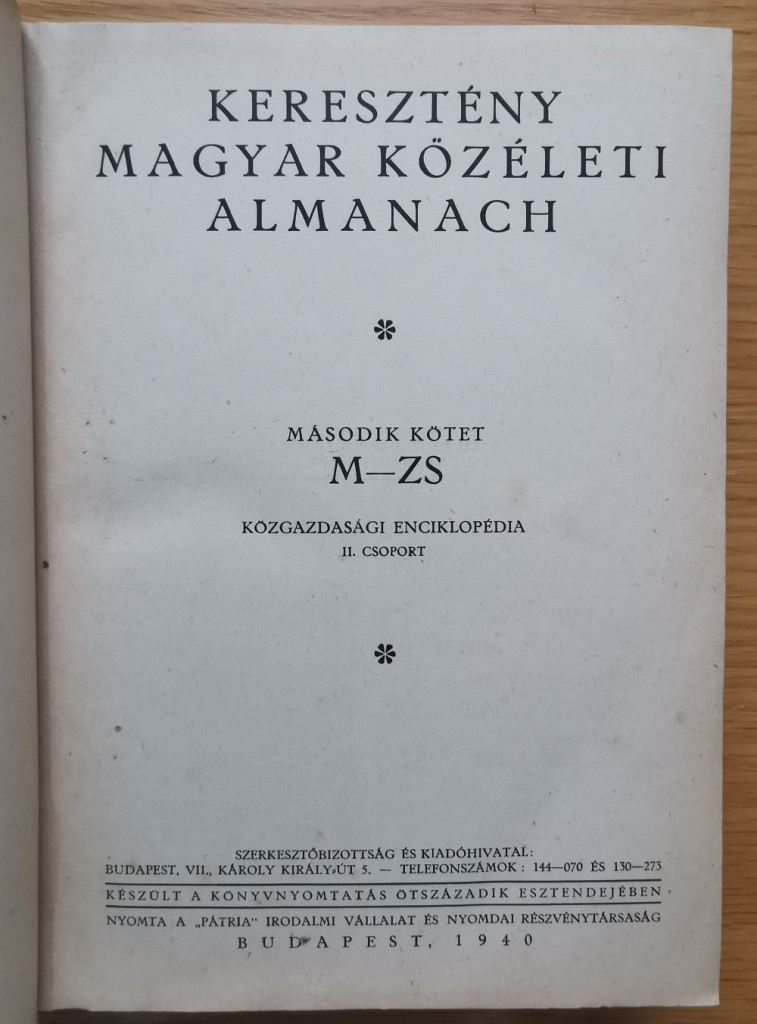 KERESZTÉNY
MAGYAR KÖZÉLETI
ALMANACH
MÁSODIK KÖTET
M—ZS
KÖZGAZDASÁGI ENCIKLOPÉDIA
II. CSOPORT
SZERKESZTŐBIZOTTSÁG ÉS KIADÓHIVATAL:
BUDAPEST, VII., KÁROLY KIRÁLY-ÚT 5. — TELEFONSZÁMOK: 144—070 ÉS 130—273
KÉSZÜLT A KÖNYVNYOMTATÁS ÖTSZÁZADIK ESZTENDEJÉBEN
NYOMTA A „PÁTRIA" IRODALMI VÁLLALAT ÉS NYOMDAI RÉSZVÉNYTÁRSASÁG
BUDAPEST, 1940